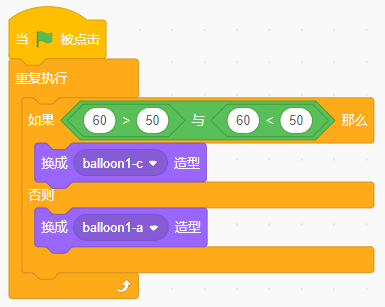 当 被点击
重复执行
如果 60 > 50 与 60 < 50 那么
换成 balloon1-c 造型
否则
换成 balloon1-a 造型